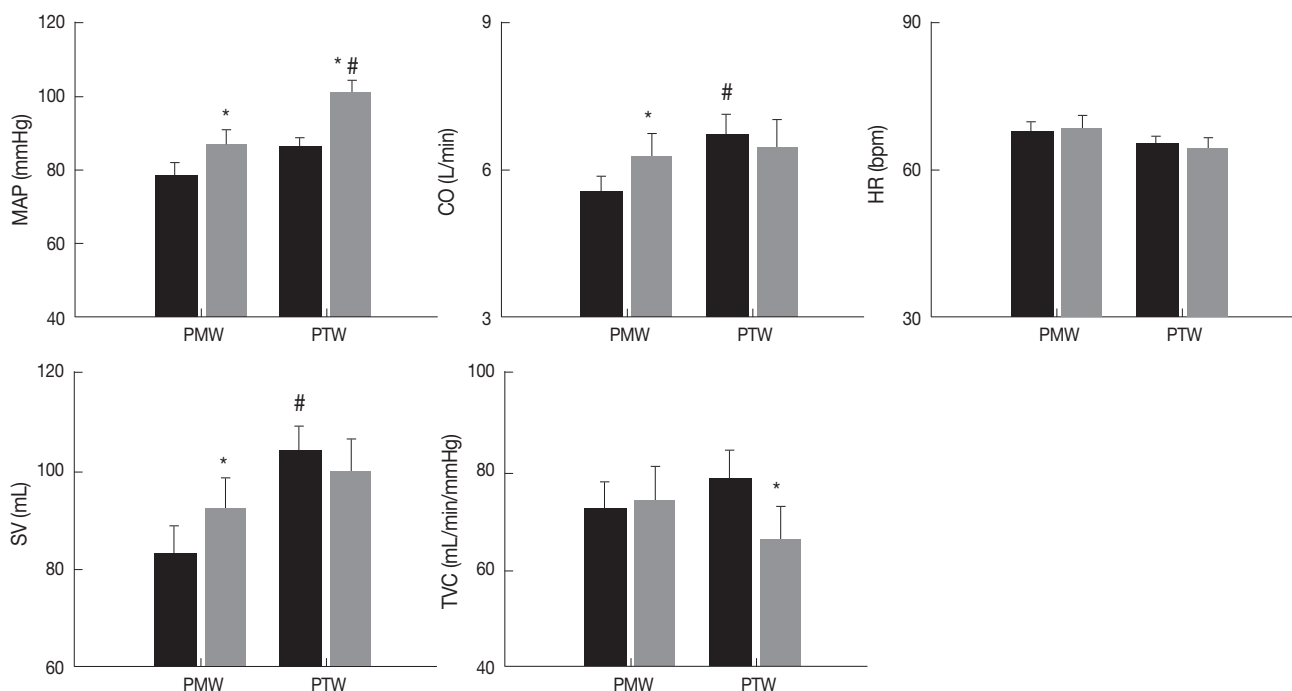 MAP (mmHg)
120
100
80
60
40
*
* #
PMW
PTW
CO (L/min)
9
6
3
*
#
PMW
PTW
HR (bpm)
90
60
30
PMW
PTW
SV (mL)
120
100
80
60
*
#
PMW
PTW
TVC (mL/min/mmHg)
100
80
60
40
*
PMW
PTW